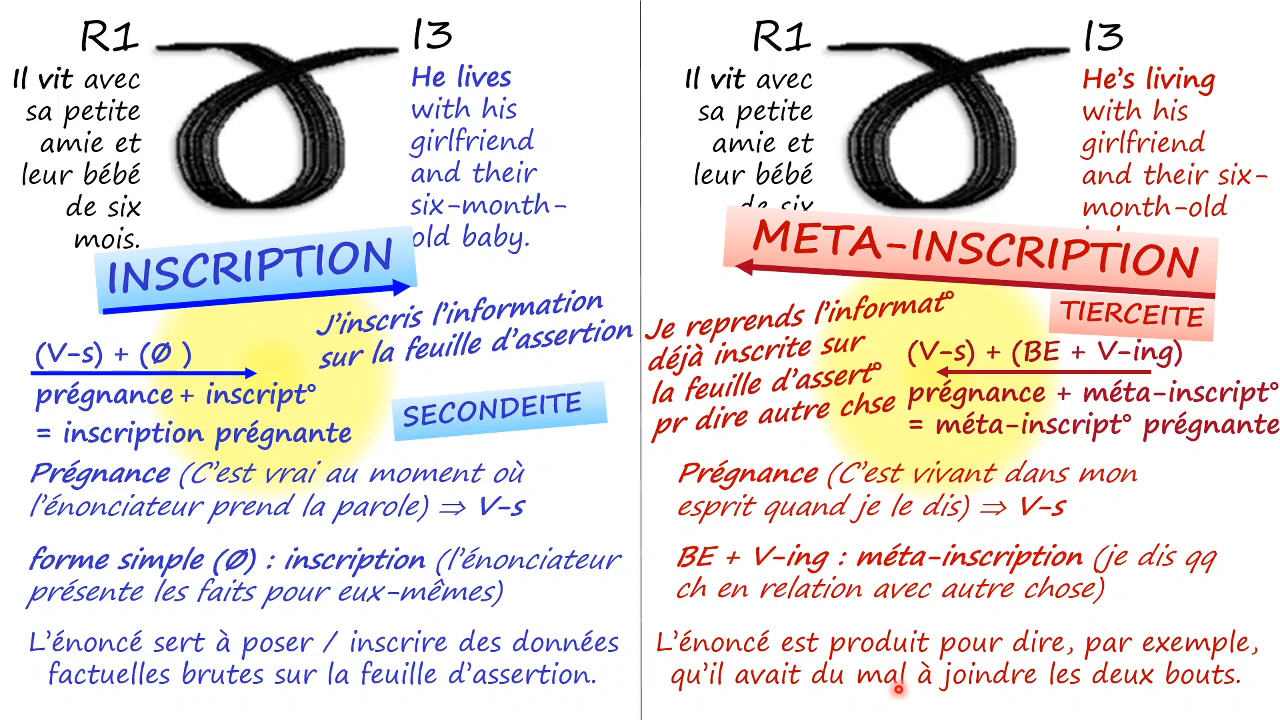 R1
I3
Il vit avec
sa petite
amie et
leur bébé
de six
mois.
He lives
with his
girlfriend
and their
six-month-
old baby.
INSCRIPTION
J'inscris l'information
sur la feuille d'assertion
(V-s) + (Ø )
prégnance + inscript°
= inscription prégnante
SECONDEITE
Prégnance (C'est vrai au moment où
l'énonciateur prend la parole) ⇒ V-s
forme simple (Ø) : inscription (l'énonciateur
présente les faits pour eux-mêmes)
L'énoncé sert à poser / inscrire des données
factuelles brutes sur la feuille d'assertion.
R1
I3
Il vit avec
sa petite
amie et
leur bébé
de six
He's living
with his
girlfriend
and their six-
month-old
META-INSCRIPTION
TIERCEITE
Je reprends l'informat°
déjà inscrite sur
la feuille d'assert°
pr dire autre chse
(V-s) + (BE + V-ing)
prégnance + méta-inscript°
= méta-inscript° prégnante
Prégnance (C'est vivant dans mon
esprit quand je le dis) ⇒ V-s
BE + V-ing : méta-inscription (je dis qq
ch en relation avec autre chose)
L'énoncé est produit pour dire, par exemple,
qu'il avait du mal à joindre les deux bouts.